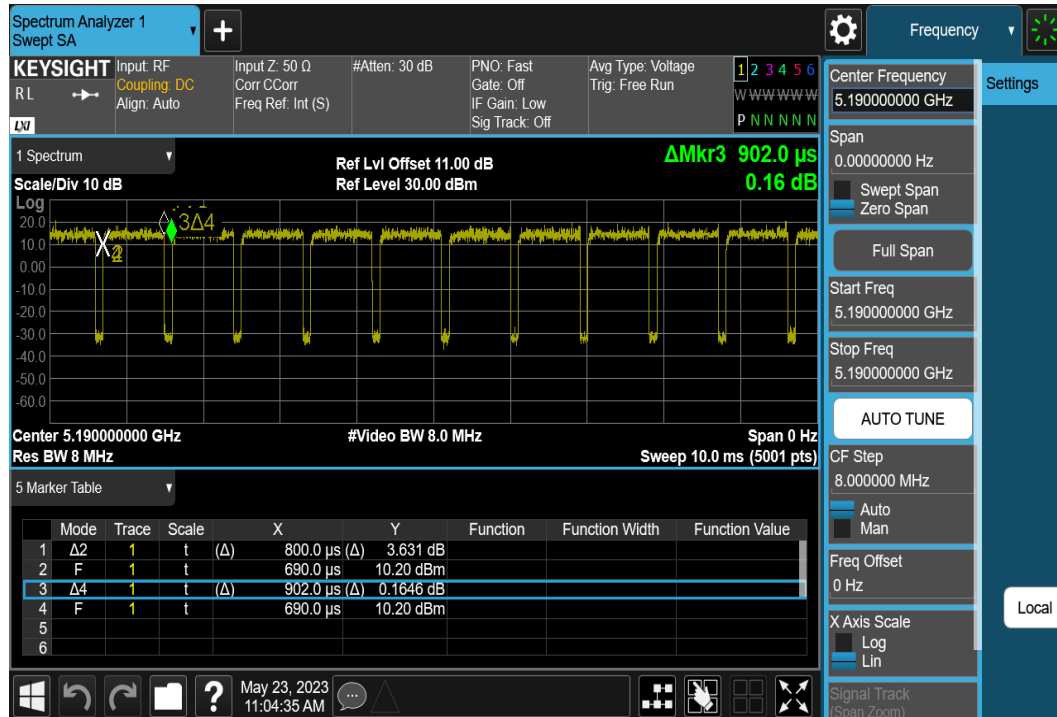 Spectrum Analyzer 1
Swept SA
Frequency
KEYSIGHT
RL
LXI
Input: RF
Coupling: DC
Align: Auto
Input Z: 50 Ω
Corr CCorr
Freq Ref: Int (S)
#Atten: 30 dB
PNO: Fast
Gate: Off
IF Gain: Low
Sig Track: Off
Avg Type: Voltage
Trig: Free Run
1 2 3 4 5 6
W W W W W W
P N N N N N
1 Spectrum
Scale/Div 10 dB
Ref Lvl Offset 11.00 dB
Ref Level 30.00 dBm
ΔMkr3 902.0 µs
0.16 dB
Log
20.0
10.0
0.00
-10.0
-20.0
-30.0
-40.0
-50.0
-60.0
3Δ4
Center 5.190000000 GHz
#Video BW 8.0 MHz
Span 0 Hz
Res BW 8 MHz
Sweep 10.0 ms (5001 pts)
5 Marker Table
Mode Trace Scale X Y Function Function Width Function Value
1 Δ2 1 t (Δ) 800.0 µs (Δ) 3.631 dB
2 F 1 t 690.0 µs 10.20 dBm
3 Δ4 1 t (Δ) 902.0 µs (Δ) 0.1646 dB
4 F 1 t 690.0 µs 10.20 dBm
5
6
May 23, 2023
11:04:35 AM
Center Frequency
5.190000000 GHz
Span
0.00000000 Hz
Swept Span
Zero Span
Full Span
Start Freq
5.190000000 GHz
Stop Freq
5.190000000 GHz
AUTO TUNE
CF Step
8.000000 MHz
Auto
Man
Freq Offset
0 Hz
X Axis Scale
Log
Lin
Signal Track
(Span Zoom)
Settings
Local